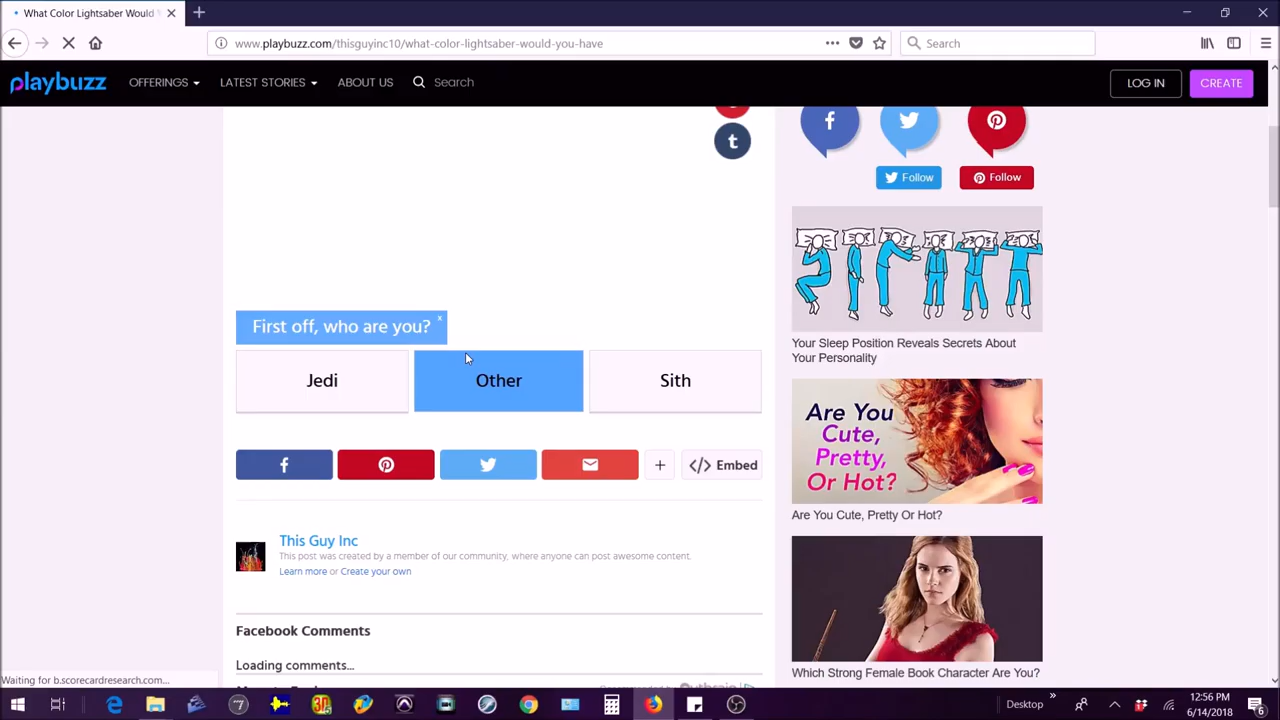 What Color Lightsaber Would
www.playbuzz.com/thisguyinc10/what-color-lightsaber-would-you-have
Search
playbuzz
OFFERINGS
LATEST STORIES
ABOUT US
Search
LOG IN
CREATE
Follow
Follow
First off, who are you?
x
Jedi
Other
Sith
Embed
Your Sleep Position Reveals Secrets About
Your Personality
Are You
Cute,
Pretty,
Or Hot?
Are You Cute, Pretty Or Hot?
This Guy Inc
This post was created by a member of our community, where anyone can post awesome content.
Learn more or Create your own
Facebook Comments
Loading comments...
Which Strong Female Book Character Are You?
Waiting for b.scorecardresearch.com...
Desktop
12:56 PM
6/14/2018